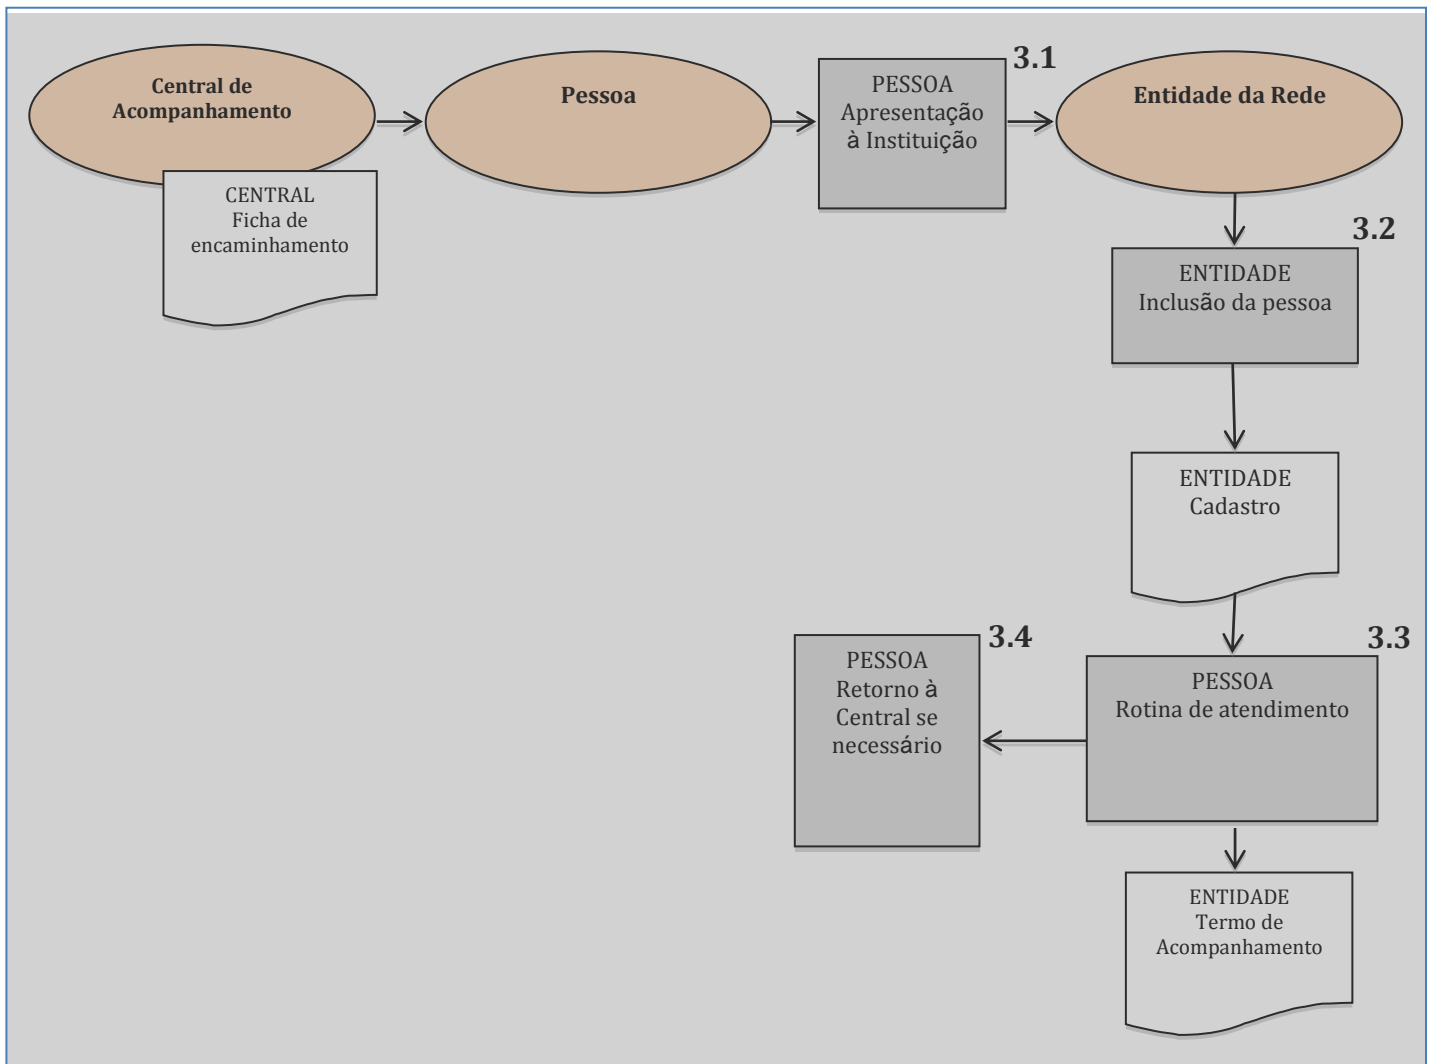 Central de
Acompanhamento
CENTRAL
Ficha de
encaminhamento
Pessoa
3.1
PESSOA
Apresentação
à Instituição
Entidade da Rede
3.2
ENTIDADE
Inclusão da pessoa
ENTIDADE
Cadastro
3.3
PESSOA
Rotina de atendimento
3.4
PESSOA
Retorno à
Central se
necessário
ENTIDADE
Termo de
Acompanhamento